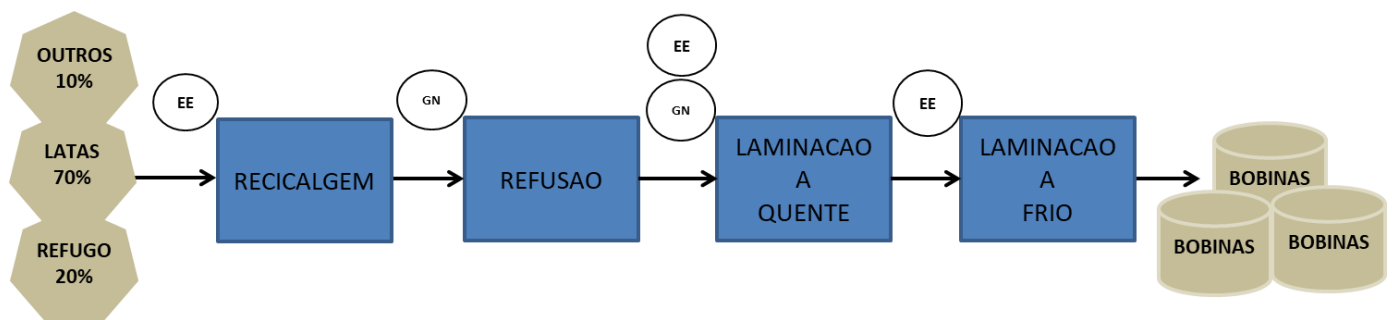 OUTROS
10%
LATAS
70%
REFUGO
20%
EE
RECICALGEM
GN
REFUSAO
EE
GN
LAMINACAO
A
QUENTE
EE
LAMINACAO
A
FRIO
BOBINAS
BOBINAS
BOBINAS